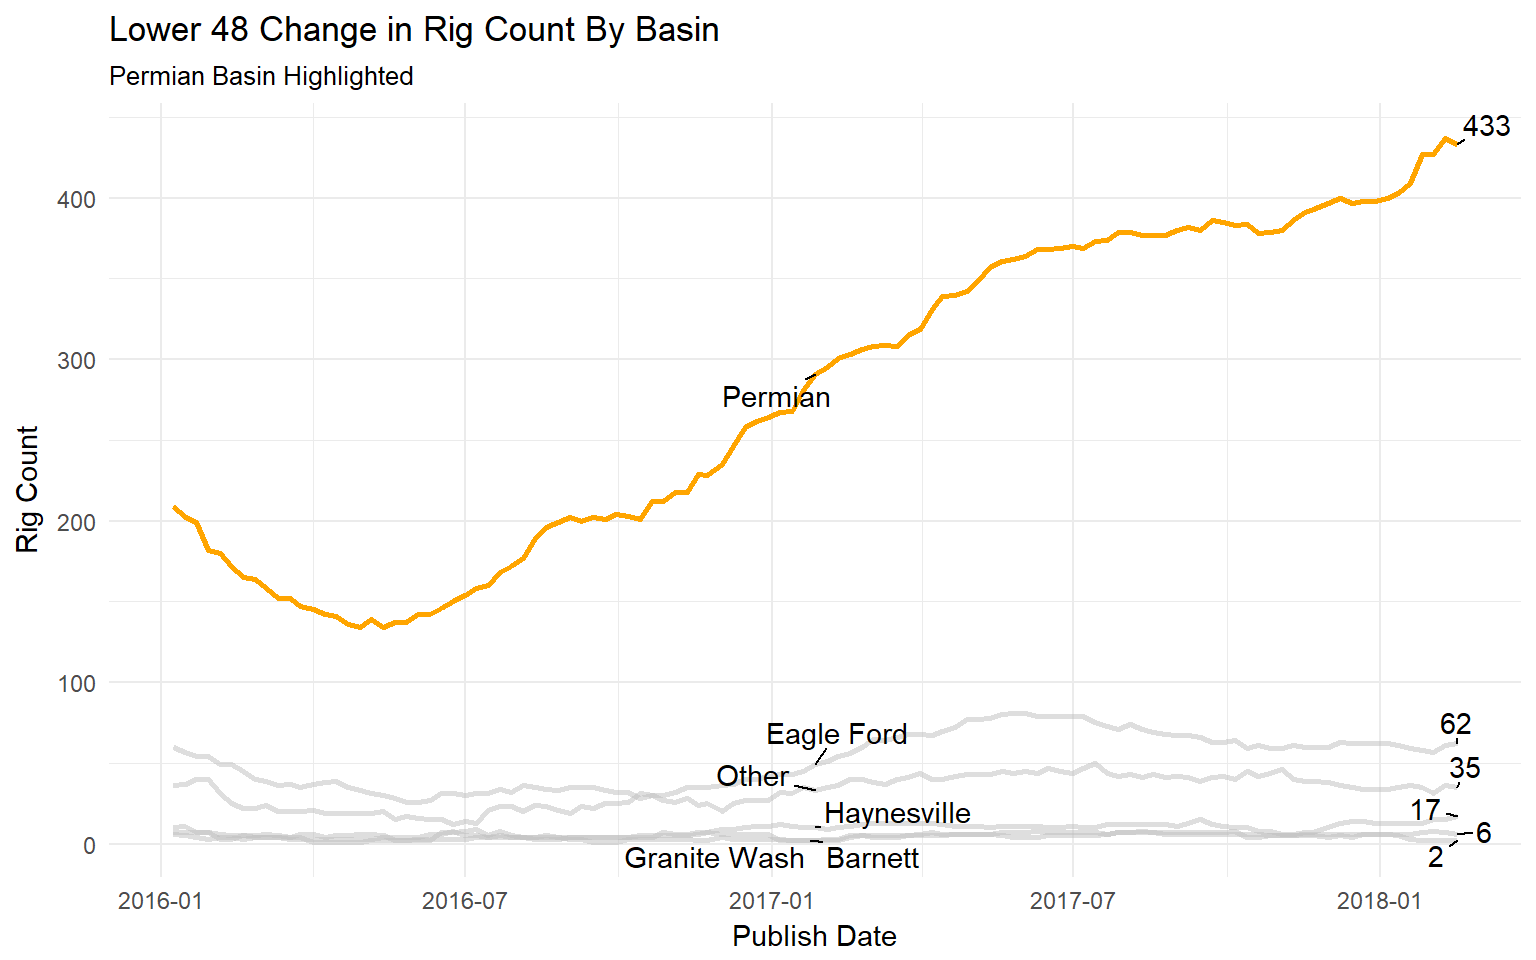 Lower 48 Change in Rig Count By Basin
Permian Basin Highlighted
433
400
300
Permian
Rig Count
200
100
62
Eagle Ford
35
Other
17
Haynesville
6
0
Granite Wash
Barnett
2
2016-01
2016-07
2017-01
2017-07
2018-01
Publish Date